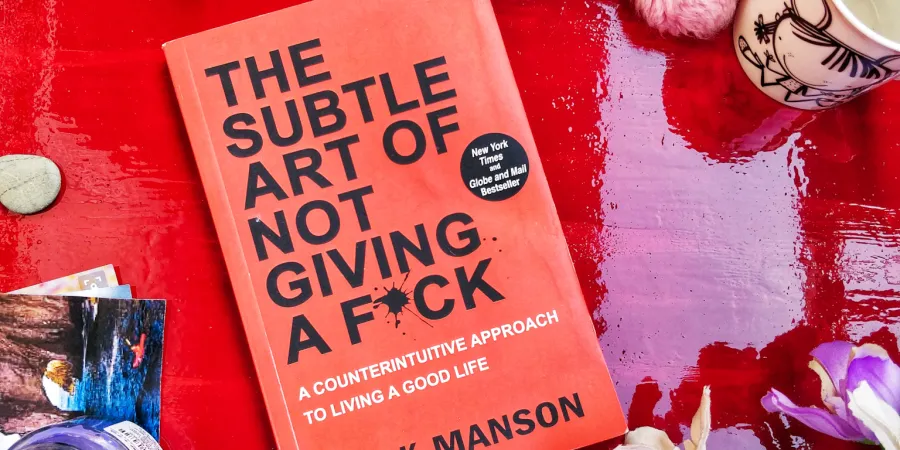 THE
SUBTLE
ART OF
NOT
GIVING
A F*CK
New York
Times
and
Globe and Mail
Bestseller
A COUNTERINTUITIVE APPROACH
TO LIVING A GOOD LIFE
K MANSON